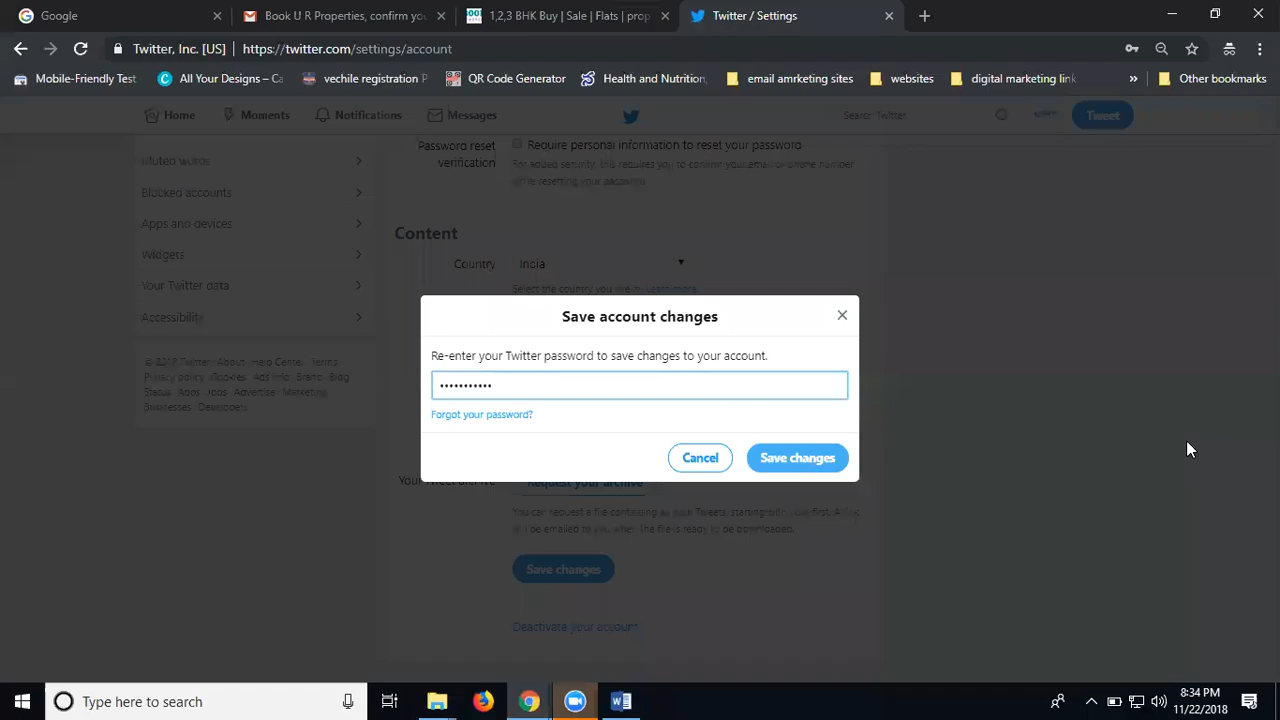 Google
Book U R Properties, confirm you
1,2,3 BHK Buy | Sale | Flats | prop
Twitter / Settings
Twitter, Inc. [US]
https://twitter.com/settings/account
Mobile-Friendly Test
All Your Designs – Ca
vechile registration P
QR Code Generator
Health and Nutrition,
email amrketing sites
websites
digital marketing link
»
Other bookmarks
Home
Moments
Notifications
Messages
Search Twitter
Tweet
Password reset
verification
Require personal information to reset your password
For added security, this requires you to confirm your email or phone number
while resetting your password.
Muted words
Blocked accounts
Apps and devices
Widgets
Your Twitter data
Accessibility
Content
Country
India
Select the country you live in. Learn more.
Save account changes
Re-enter your Twitter password to save changes to your account.
•••••••••••
Forgot your password?
Cancel
Save changes
© 2018 Twitter About Help Center Terms
Privacy policy Cookies Ads info Brand Blog
Status Apps Jobs Advertise Marketing
Businesses Developers
Request your archive
You can request a file containing all your Tweets, starting with your first. A
will be emailed to you when the file is ready to be downloaded.
Save changes
Deactivate your account
Type here to search
8:34 PM
11/22/2018